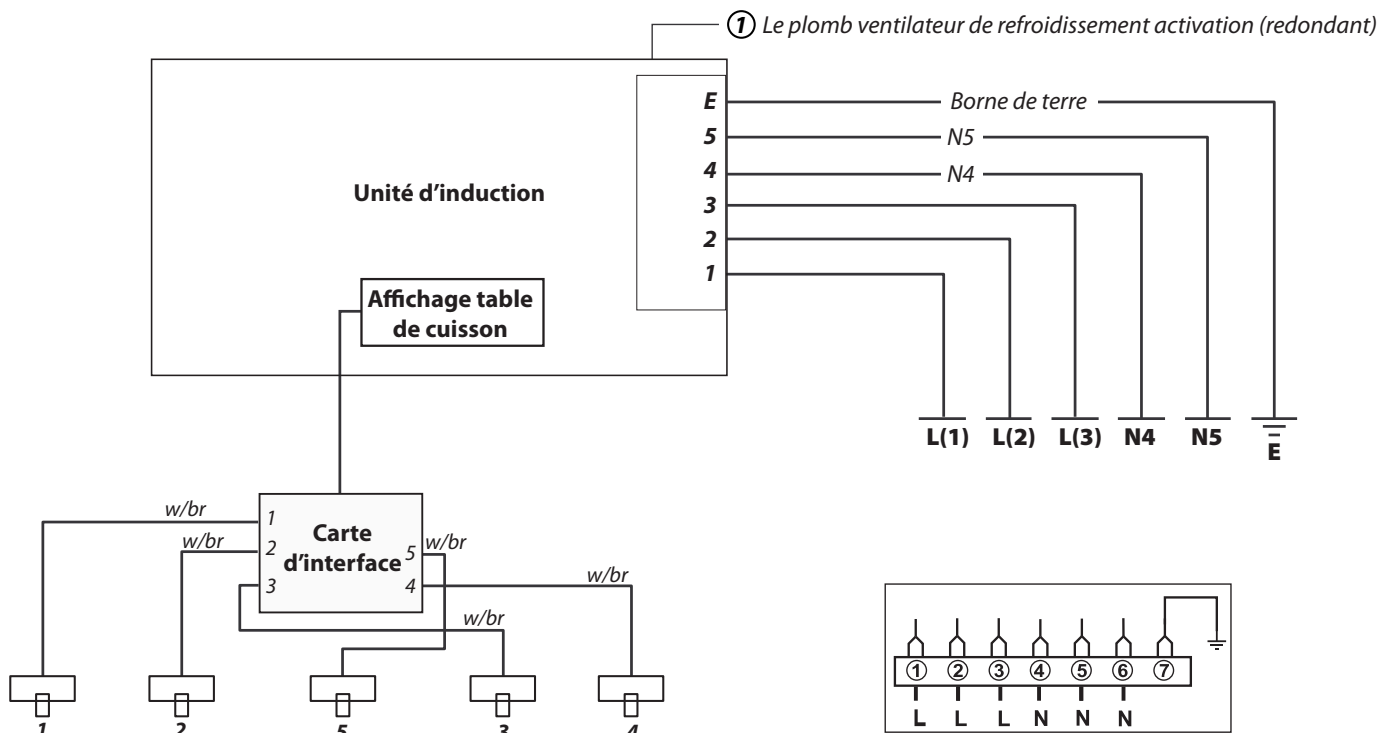 ① Le plomb ventilateur de refroidissement activation (redondant)
E
Borne de terre
5
N5
4
N4
Unité d’induction
3
2
1
Affichage table
de cuisson
L(1) L(2) L(3) N4 N5 E
w/br
1
w/br
2
Carte
d’interface
5 w/br
3
4
w/br
w/br
1 2 5 3 4
① ② ③ ④ ⑤ ⑥ ⑦
L L L N N N